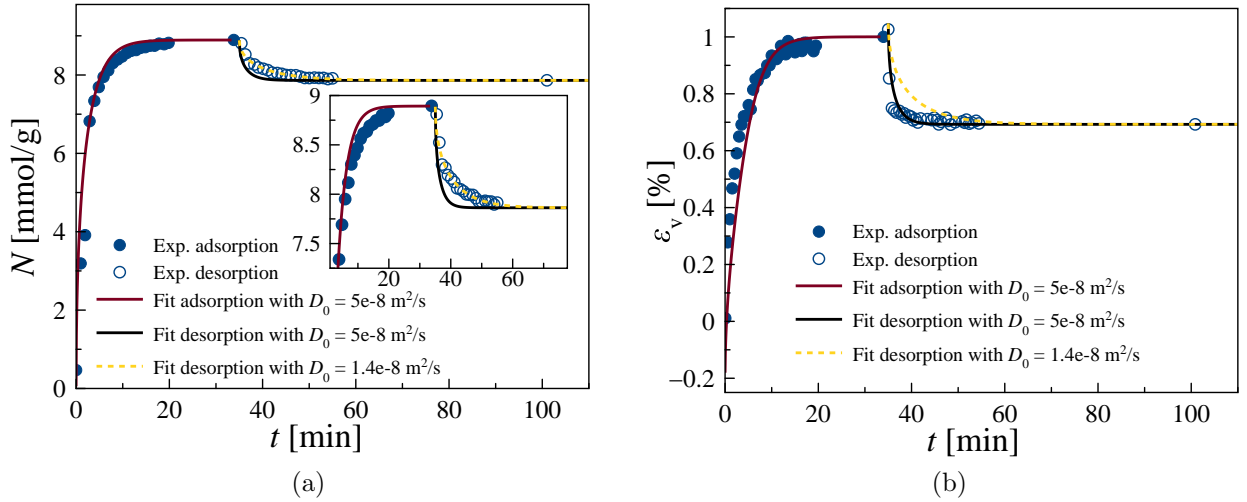 8
6
4
2
0
N [mmol/g]
9
8.5
8
7.5
20 40 60
Exp. adsorption
Exp. desorption
Fit adsorption with D₀ = 5e-8 m²/s
Fit desorption with D₀ = 5e-8 m²/s
Fit desorption with D₀ = 1.4e-8 m²/s
0 20 40 60 80 100
t [min]
(a)
1
0.8
0.6
0.4
0.2
0
−0.2
εᵥ [%]
Exp. adsorption
Exp. desorption
Fit adsorption with D₀ = 5e-8 m²/s
Fit desorption with D₀ = 5e-8 m²/s
Fit desorption with D₀ = 1.4e-8 m²/s
0 20 40 60 80 100
t [min]
(b)